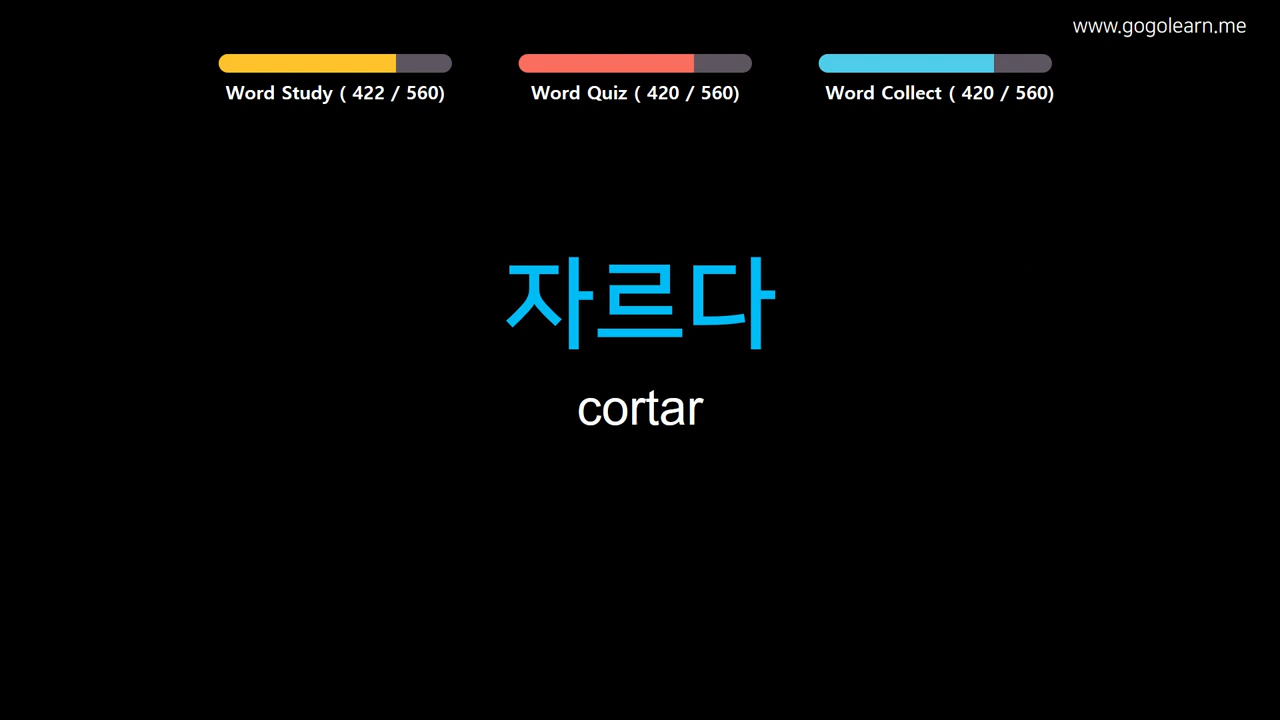 www.gogolearn.me
Word Study ( 422 / 560)
Word Quiz ( 420 / 560)
Word Collect ( 420 / 560)
자르다
cortar